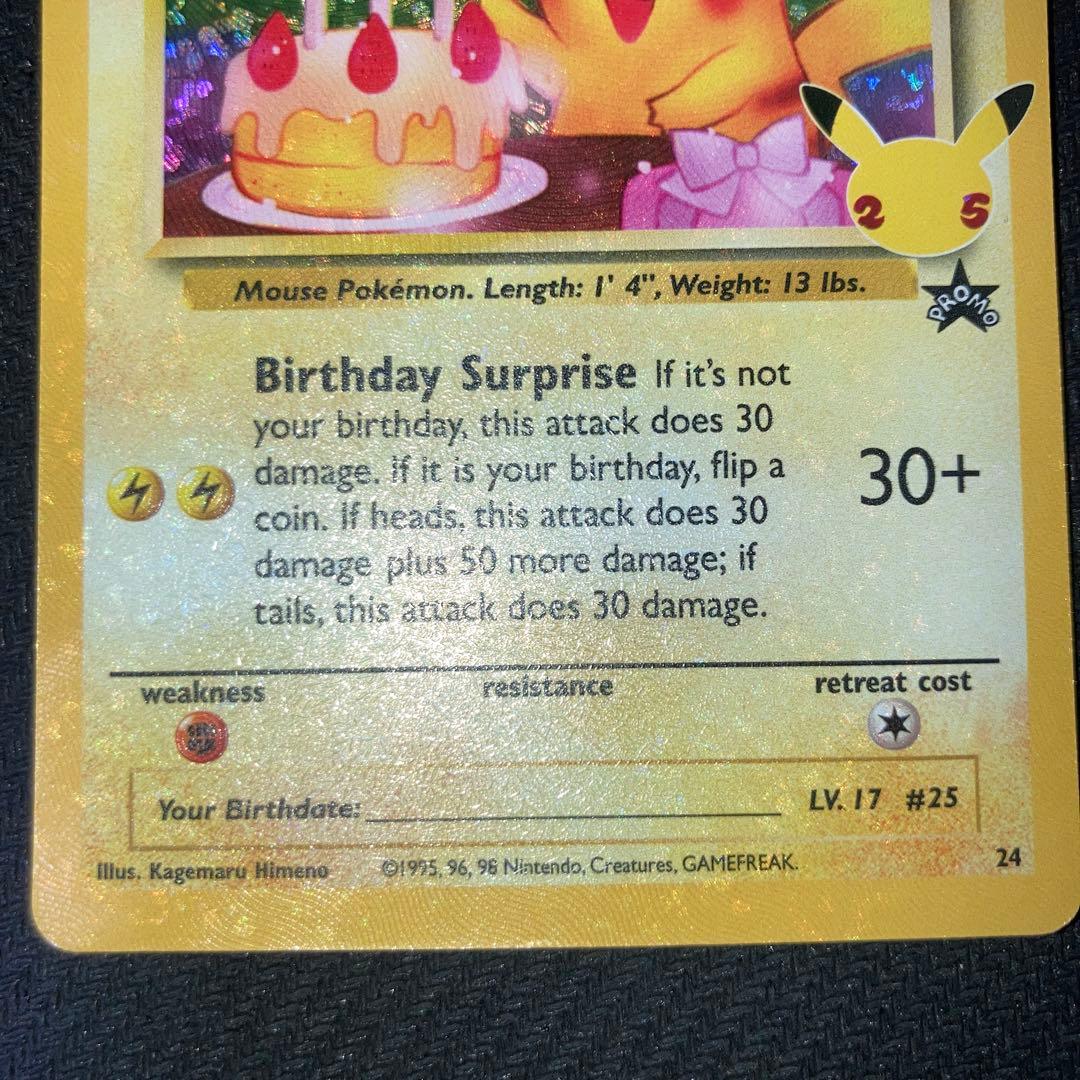 25
Mouse Pokémon. Length: 1' 4", Weight: 13 lbs.
PROMO
Birthday Surprise If it's not
your birthday, this attack does 30
damage. If it is your birthday, flip a
coin. If heads, this attack does 30
damage plus 50 more damage; if
tails, this attack does 30 damage.
30+
weakness resistance retreat cost
Your Birthdate: LV. 17 #25
Illus. Kagemaru Himeno ©1995, 96, 98 Nintendo, Creatures, GAMEFREAK. 24